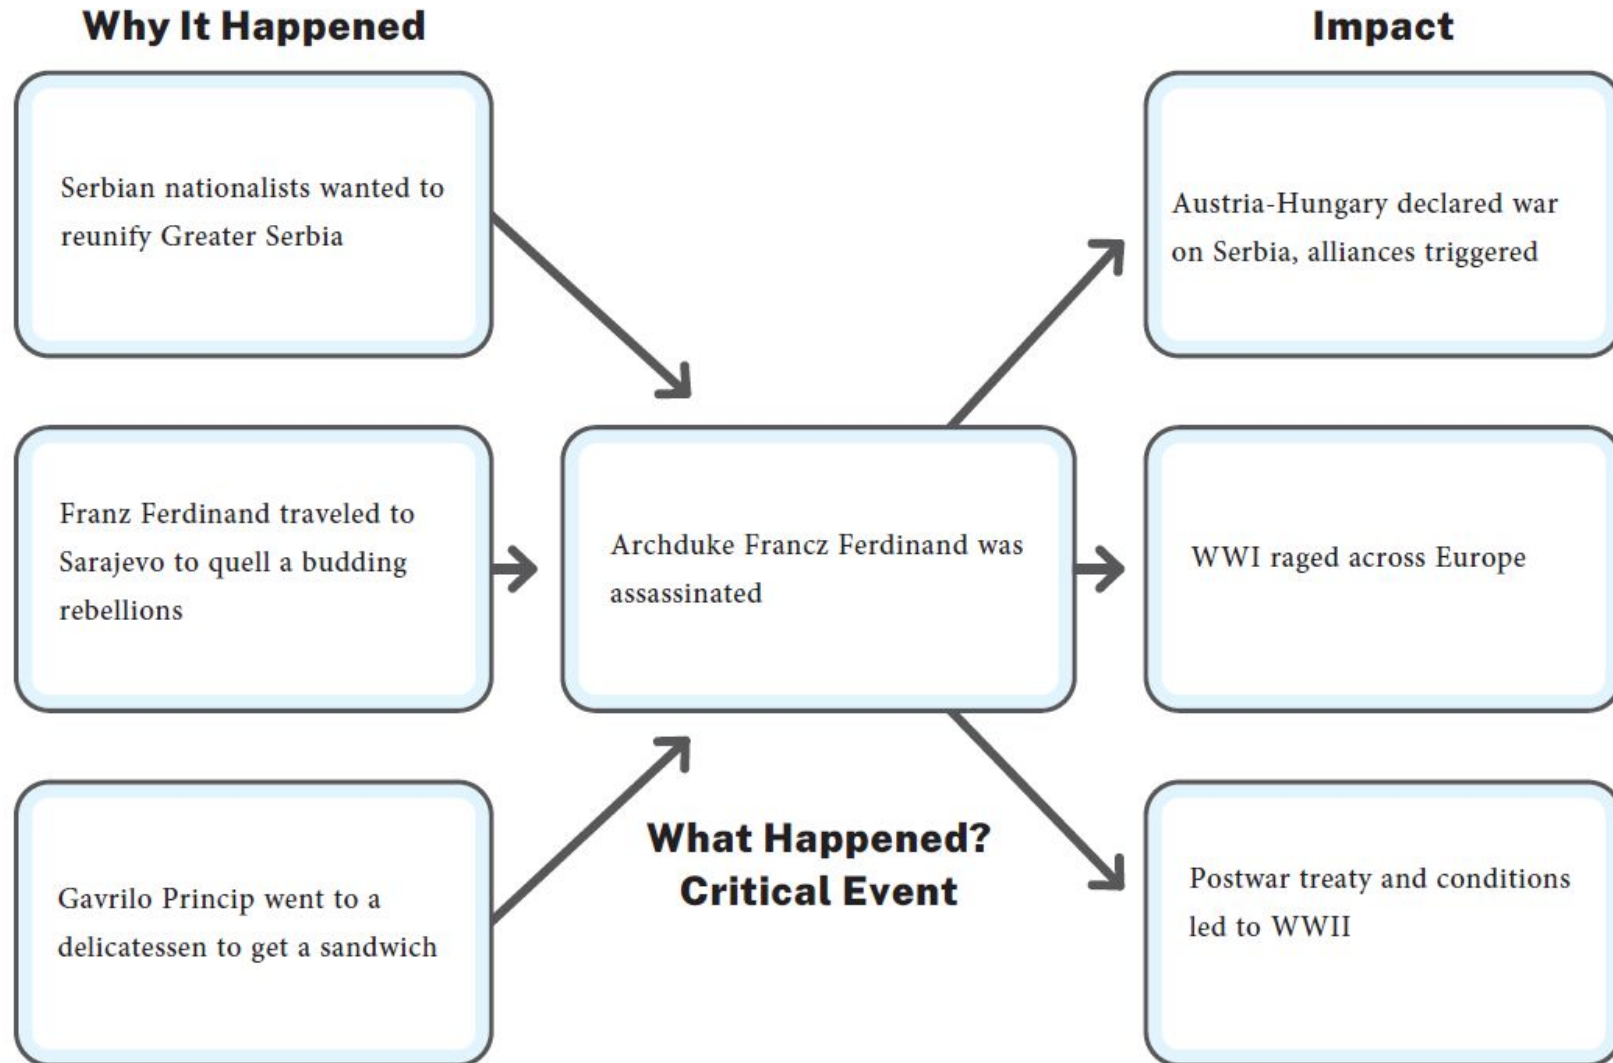 Why It Happened
Serbian nationalists wanted to
reunify Greater Serbia
Franz Ferdinand traveled to
Sarajevo to quell a budding
rebellions
Gavrilo Princip went to a
delicatessen to get a sandwich
Archduke Francz Ferdinand was
assassinated
What Happened?
Critical Event
Impact
Austria-Hungary declared war
on Serbia, alliances triggered
WWI raged across Europe
Postwar treaty and conditions
led to WWII